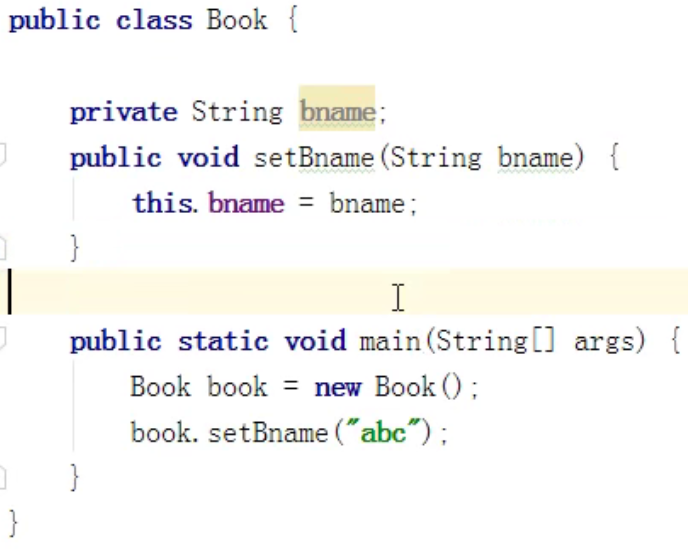 public class Book {
private String bname;
public void setBname(String bname) {
this.bname = bname;
}
public static void main(String[] args) {
Book book = new Book();
book.setBname("abc");
}
}